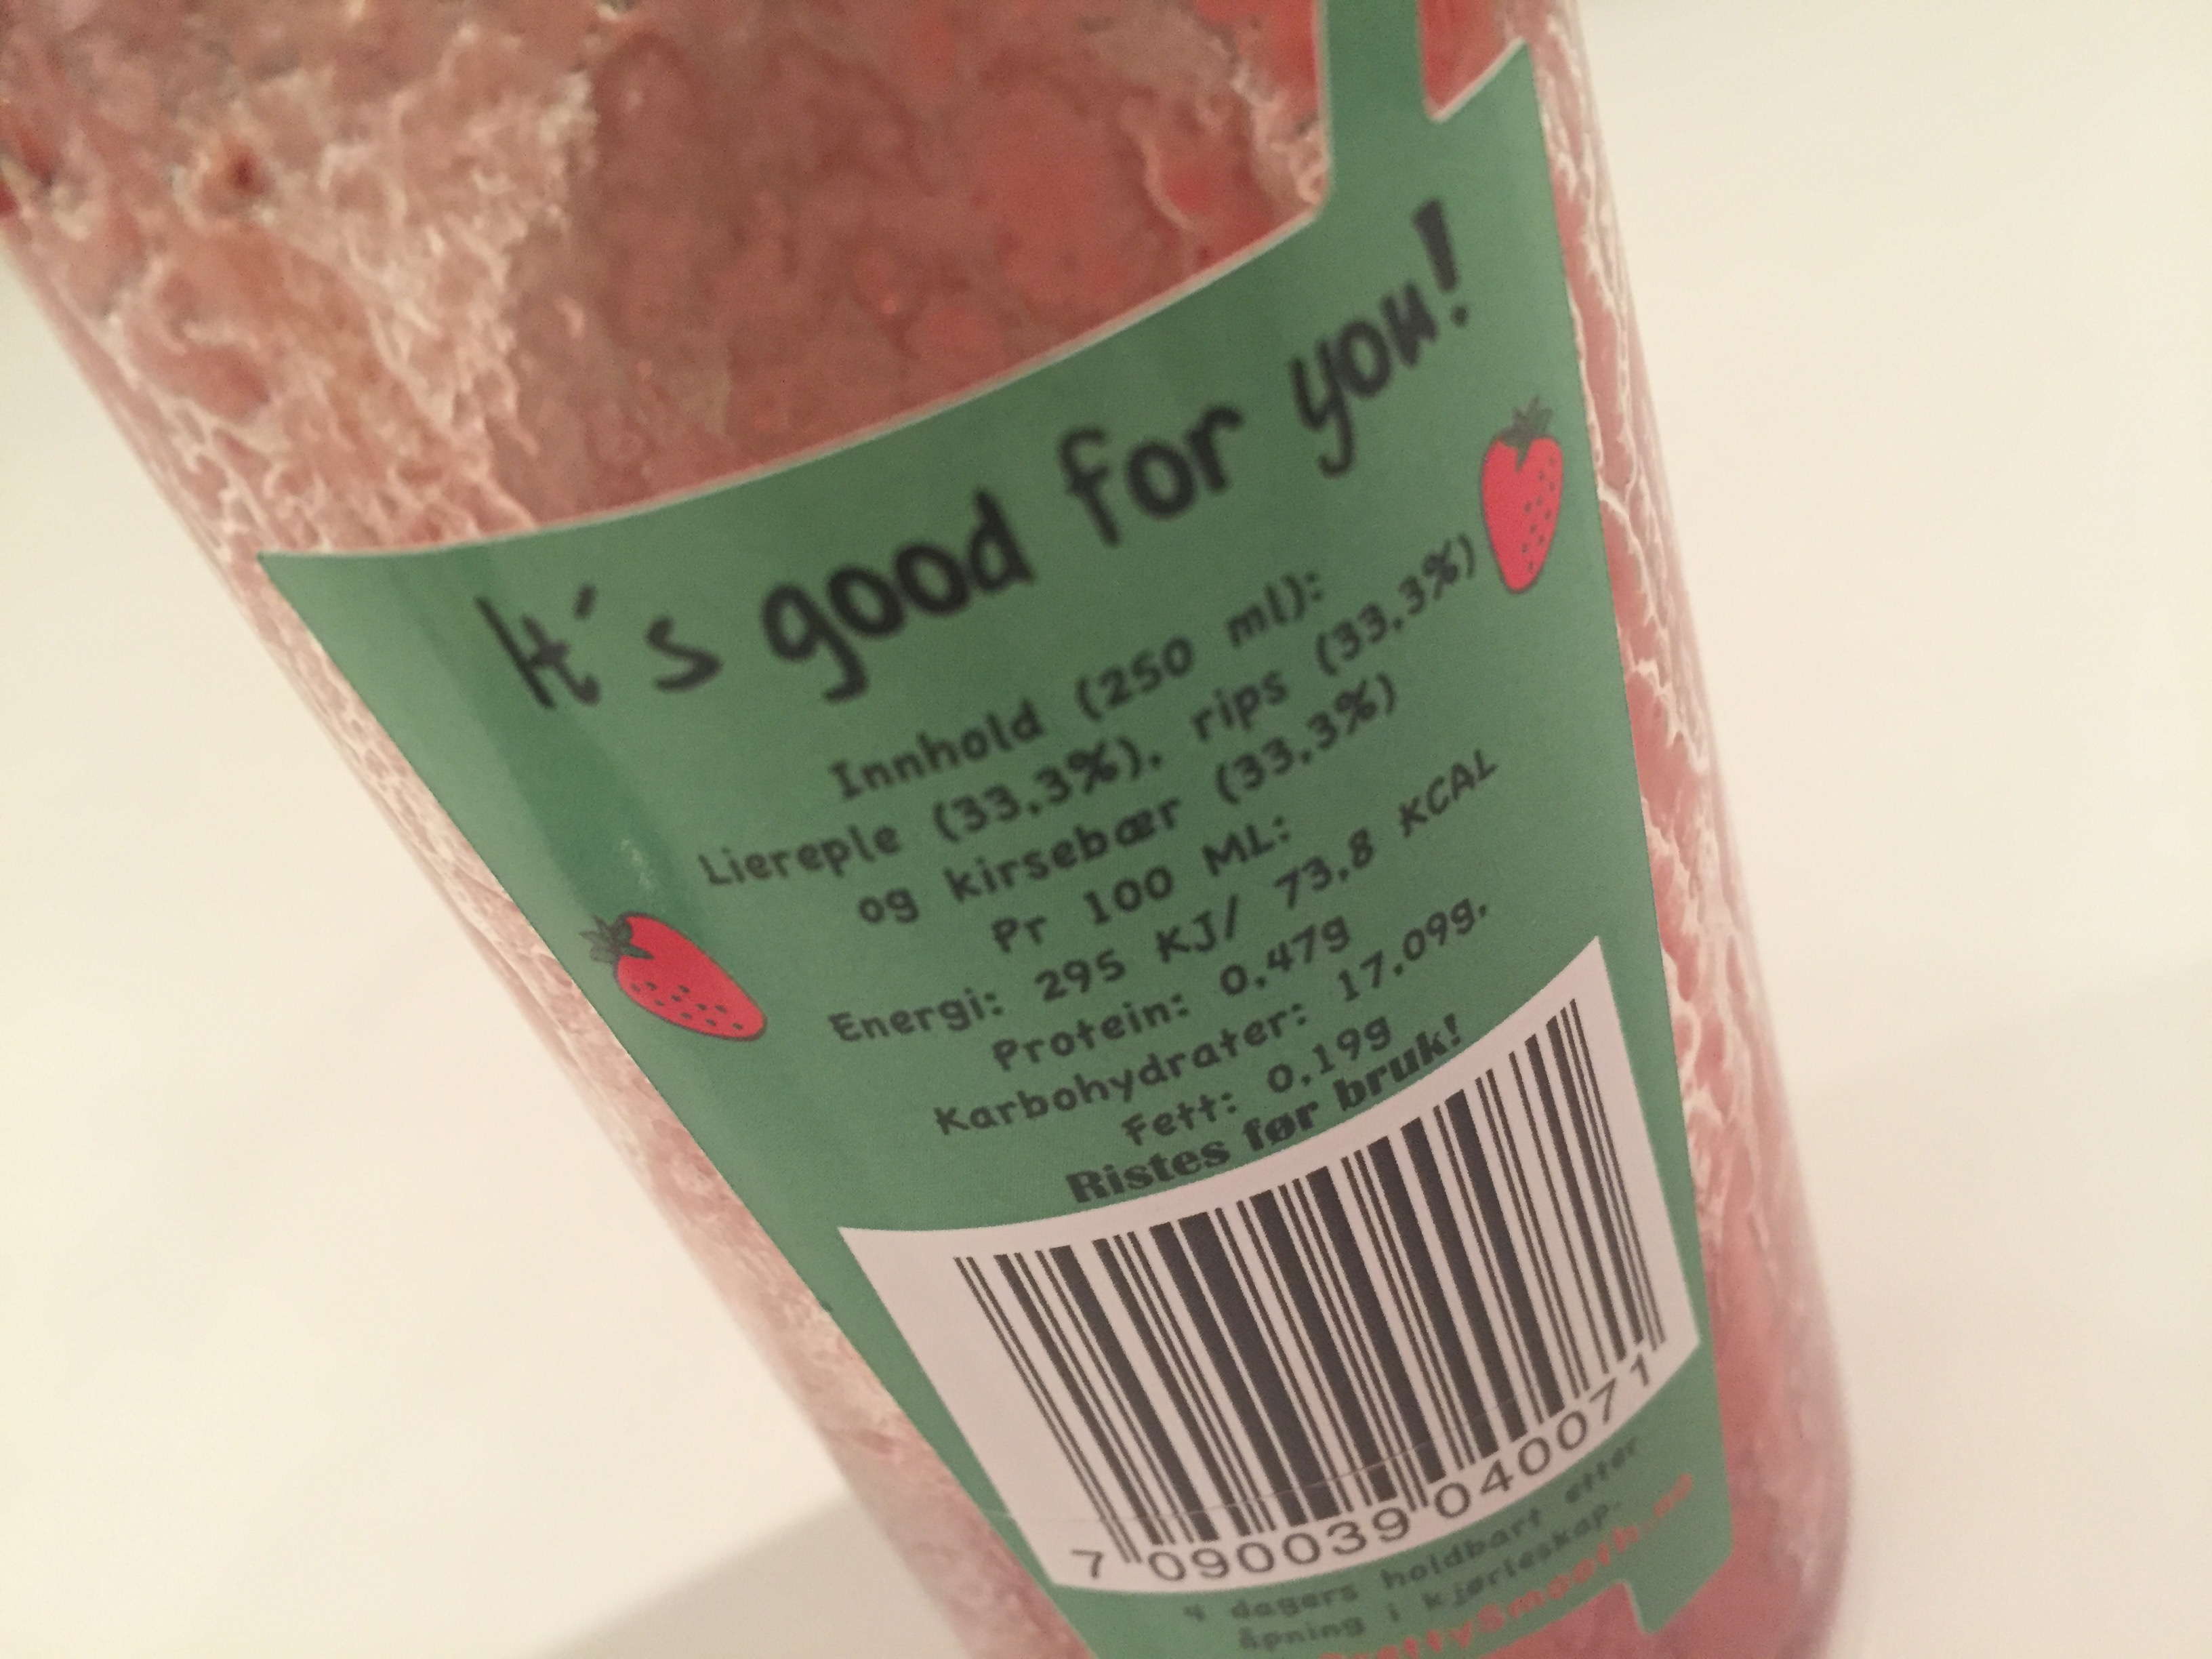 It's good for you!
Innhold (250 ml):
Liereple (33,3%), rips (33,3%)
og kirsebær (33,3%)
Pr 100 ML:
Energi: 295 KJ/ 73,8 KCAL
Protein: 0,47g
Karbohydrater: 17,09g.
Fett: 0,19g
Ristes før bruk!
7 090039 040071
4 dagers holdbart etter
åpning i kjørleskap.